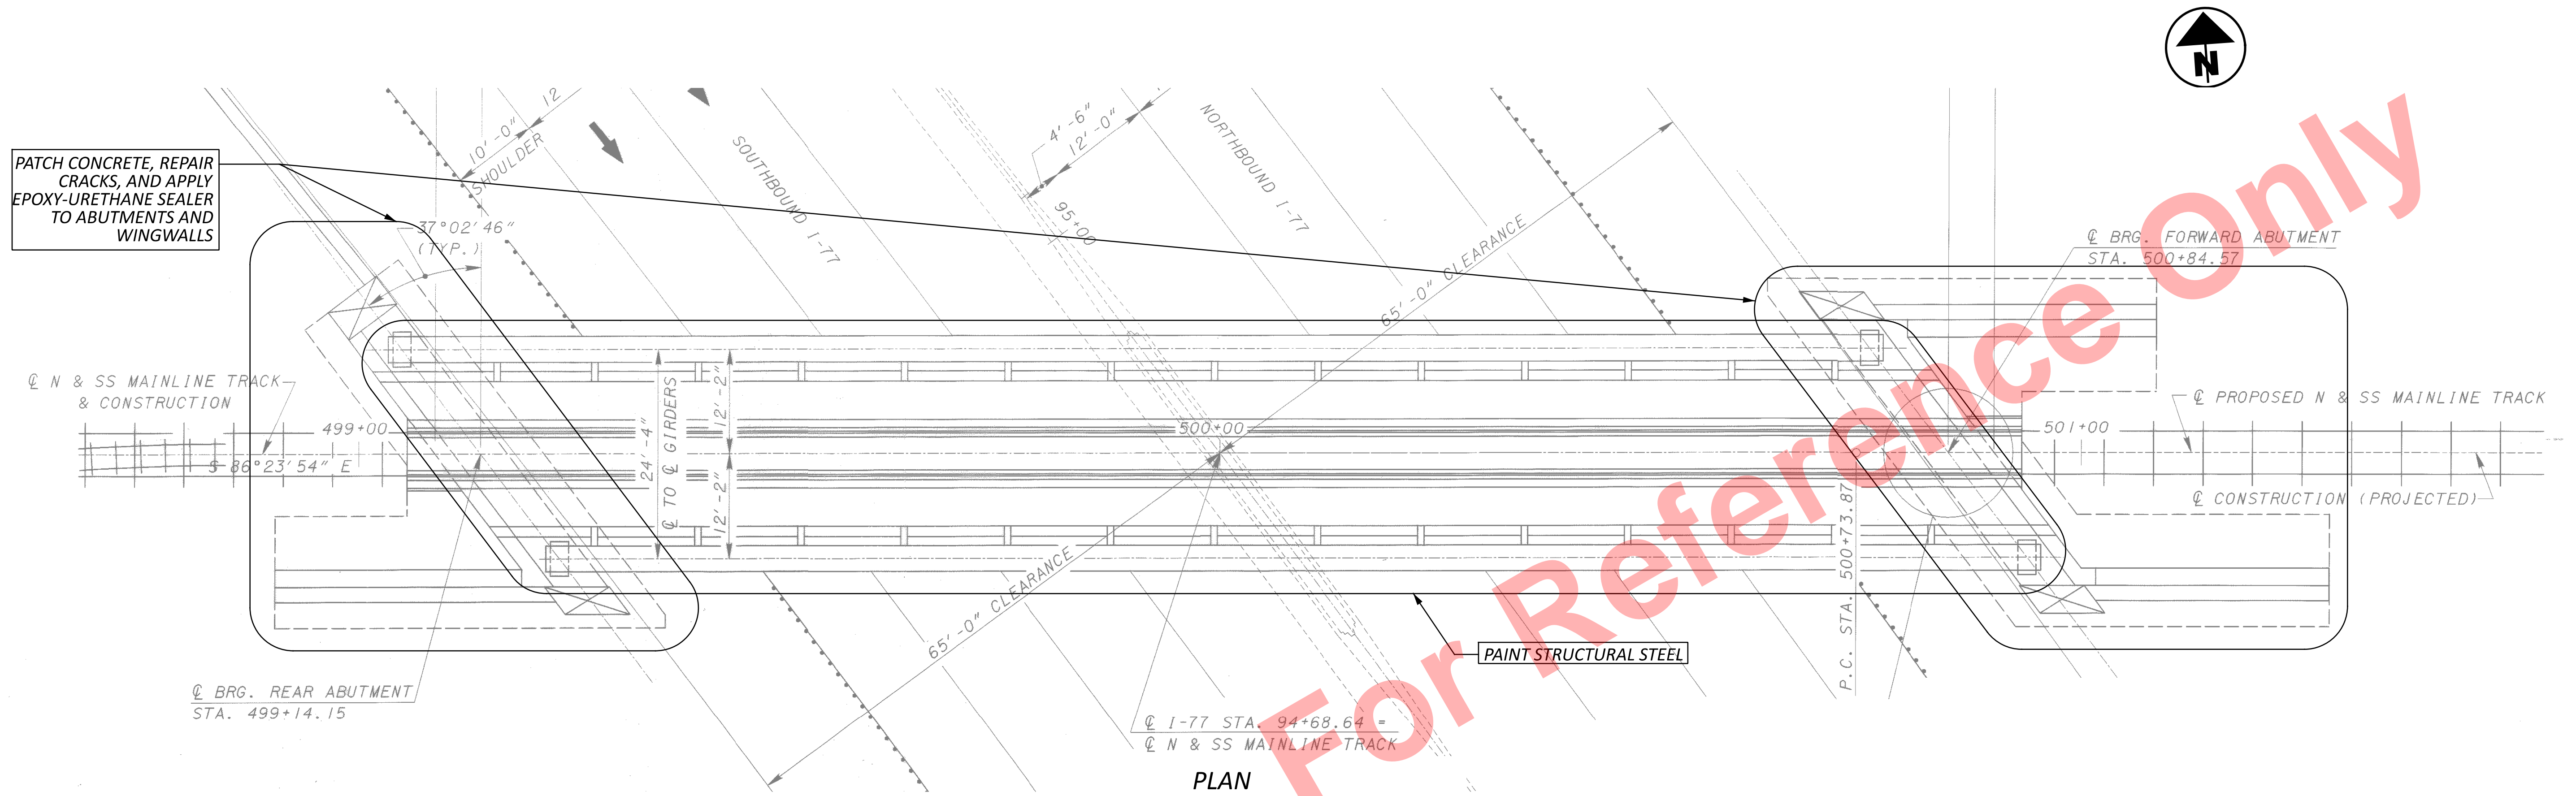 N
PATCH CONCRETE, REPAIR
CRACKS, AND APPLY
EPOXY-URETHANE SEALER
TO ABUTMENTS AND
WINGWALLS
10'-0"
SHOULDER
12
SOUTHBOUND I-77
4'-6"
12'-0"
95+00
NORTHBOUND I-77
37°02'46"
(TYP.)
65'-0" CLEARANCE
℄ BRG. FORWARD ABUTMENT
STA. 500+84.57
℄ N & SS MAINLINE TRACK
& CONSTRUCTION
499+00
S 86°23'54" E
24'-4"
℄ TO ℄ GIRDERS
12'-2"
12'-2"
500+00
501+00
℄ PROPOSED N & SS MAINLINE TRACK
℄ CONSTRUCTION (PROJECTED)
P.C. STA. 500+73.87
65'-0" CLEARANCE
PAINT STRUCTURAL STEEL
℄ BRG. REAR ABUTMENT
STA. 499+14.15
℄ I-77 STA. 94+68.64 =
℄ N & SS MAINLINE TRACK
PLAN
For Reference Only